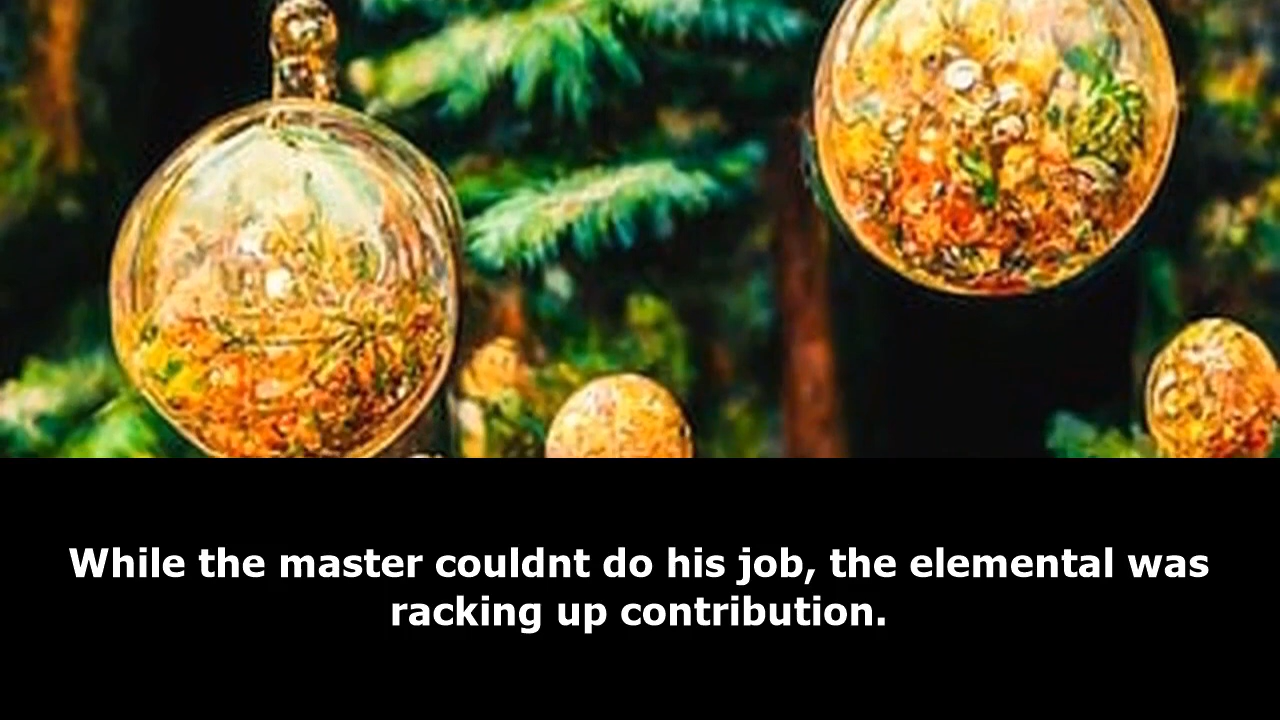 While the master couldnt do his job, the elemental was
racking up contribution.